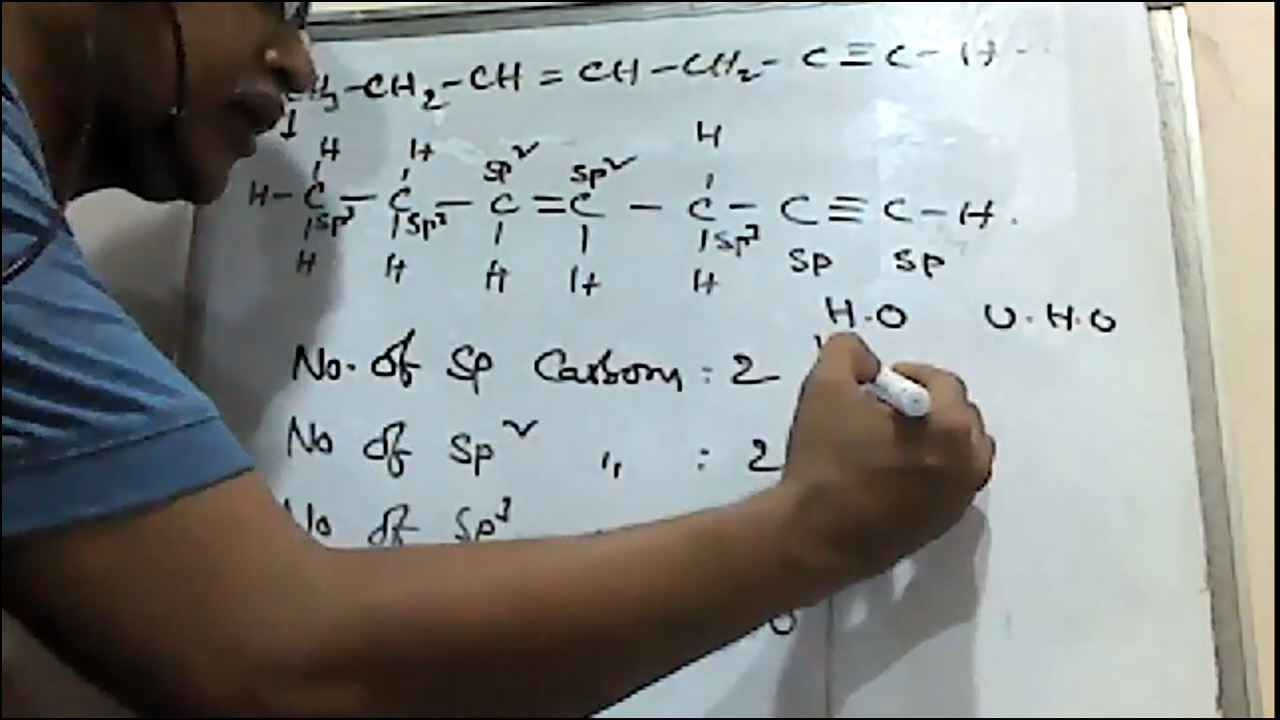 CH3-CH2-CH=CH-CH2-C≡C-H
H H H
H-C-C-C=C-C-C≡C-H.
sp³ sp³ sp² sp² sp³ sp sp
H H H H H
H.O U.H.O
No. of sp Carbon : 2
No of sp² ,, : 2
No of sp³